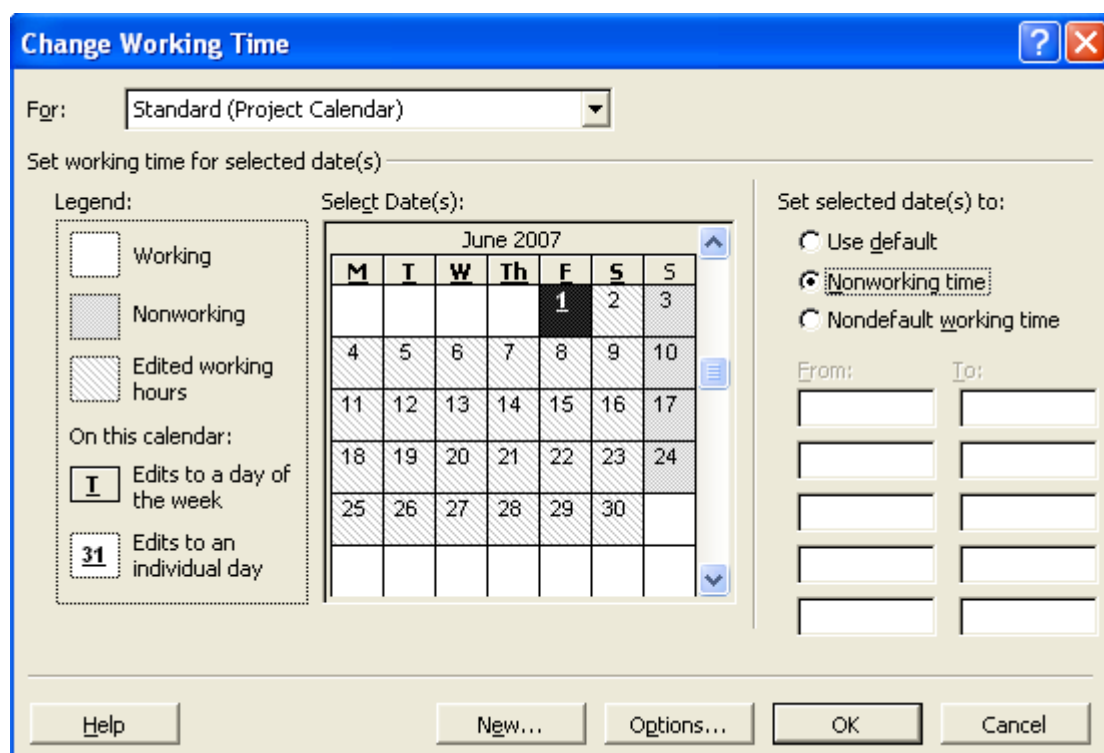 Change Working Time
For: Standard (Project Calendar)
Set working time for selected date(s)
Legend:
Working
Nonworking
Edited working
hours
On this calendar:
T Edits to a day of
the week
31 Edits to an
individual day
Select Date(s):
June 2007
M T W Th F S S
1 2 3
4 5 6 7 8 9 10
11 12 13 14 15 16 17
18 19 20 21 22 23 24
25 26 27 28 29 30
Set selected date(s) to:
Use default
Nonworking time
Nondefault working time
From: To:
Help New... Options... OK Cancel